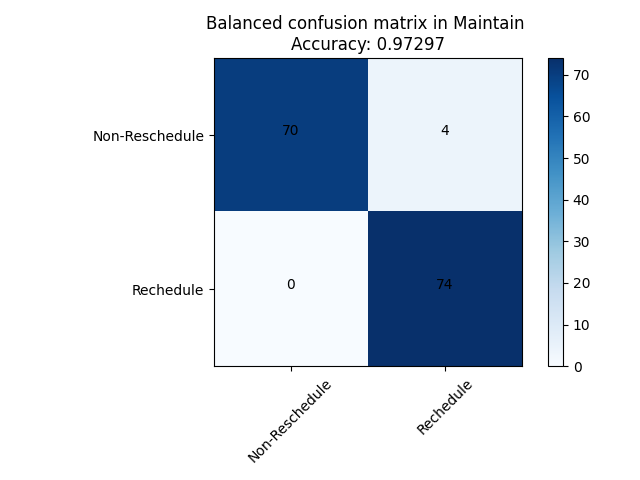 Balanced confusion matrix in Maintain
Accuracy: 0.97297
Non-Reschedule
70
4
Rechedule
0
74
Non-Reschedule
Rechedule
70
60
50
40
30
20
10
0